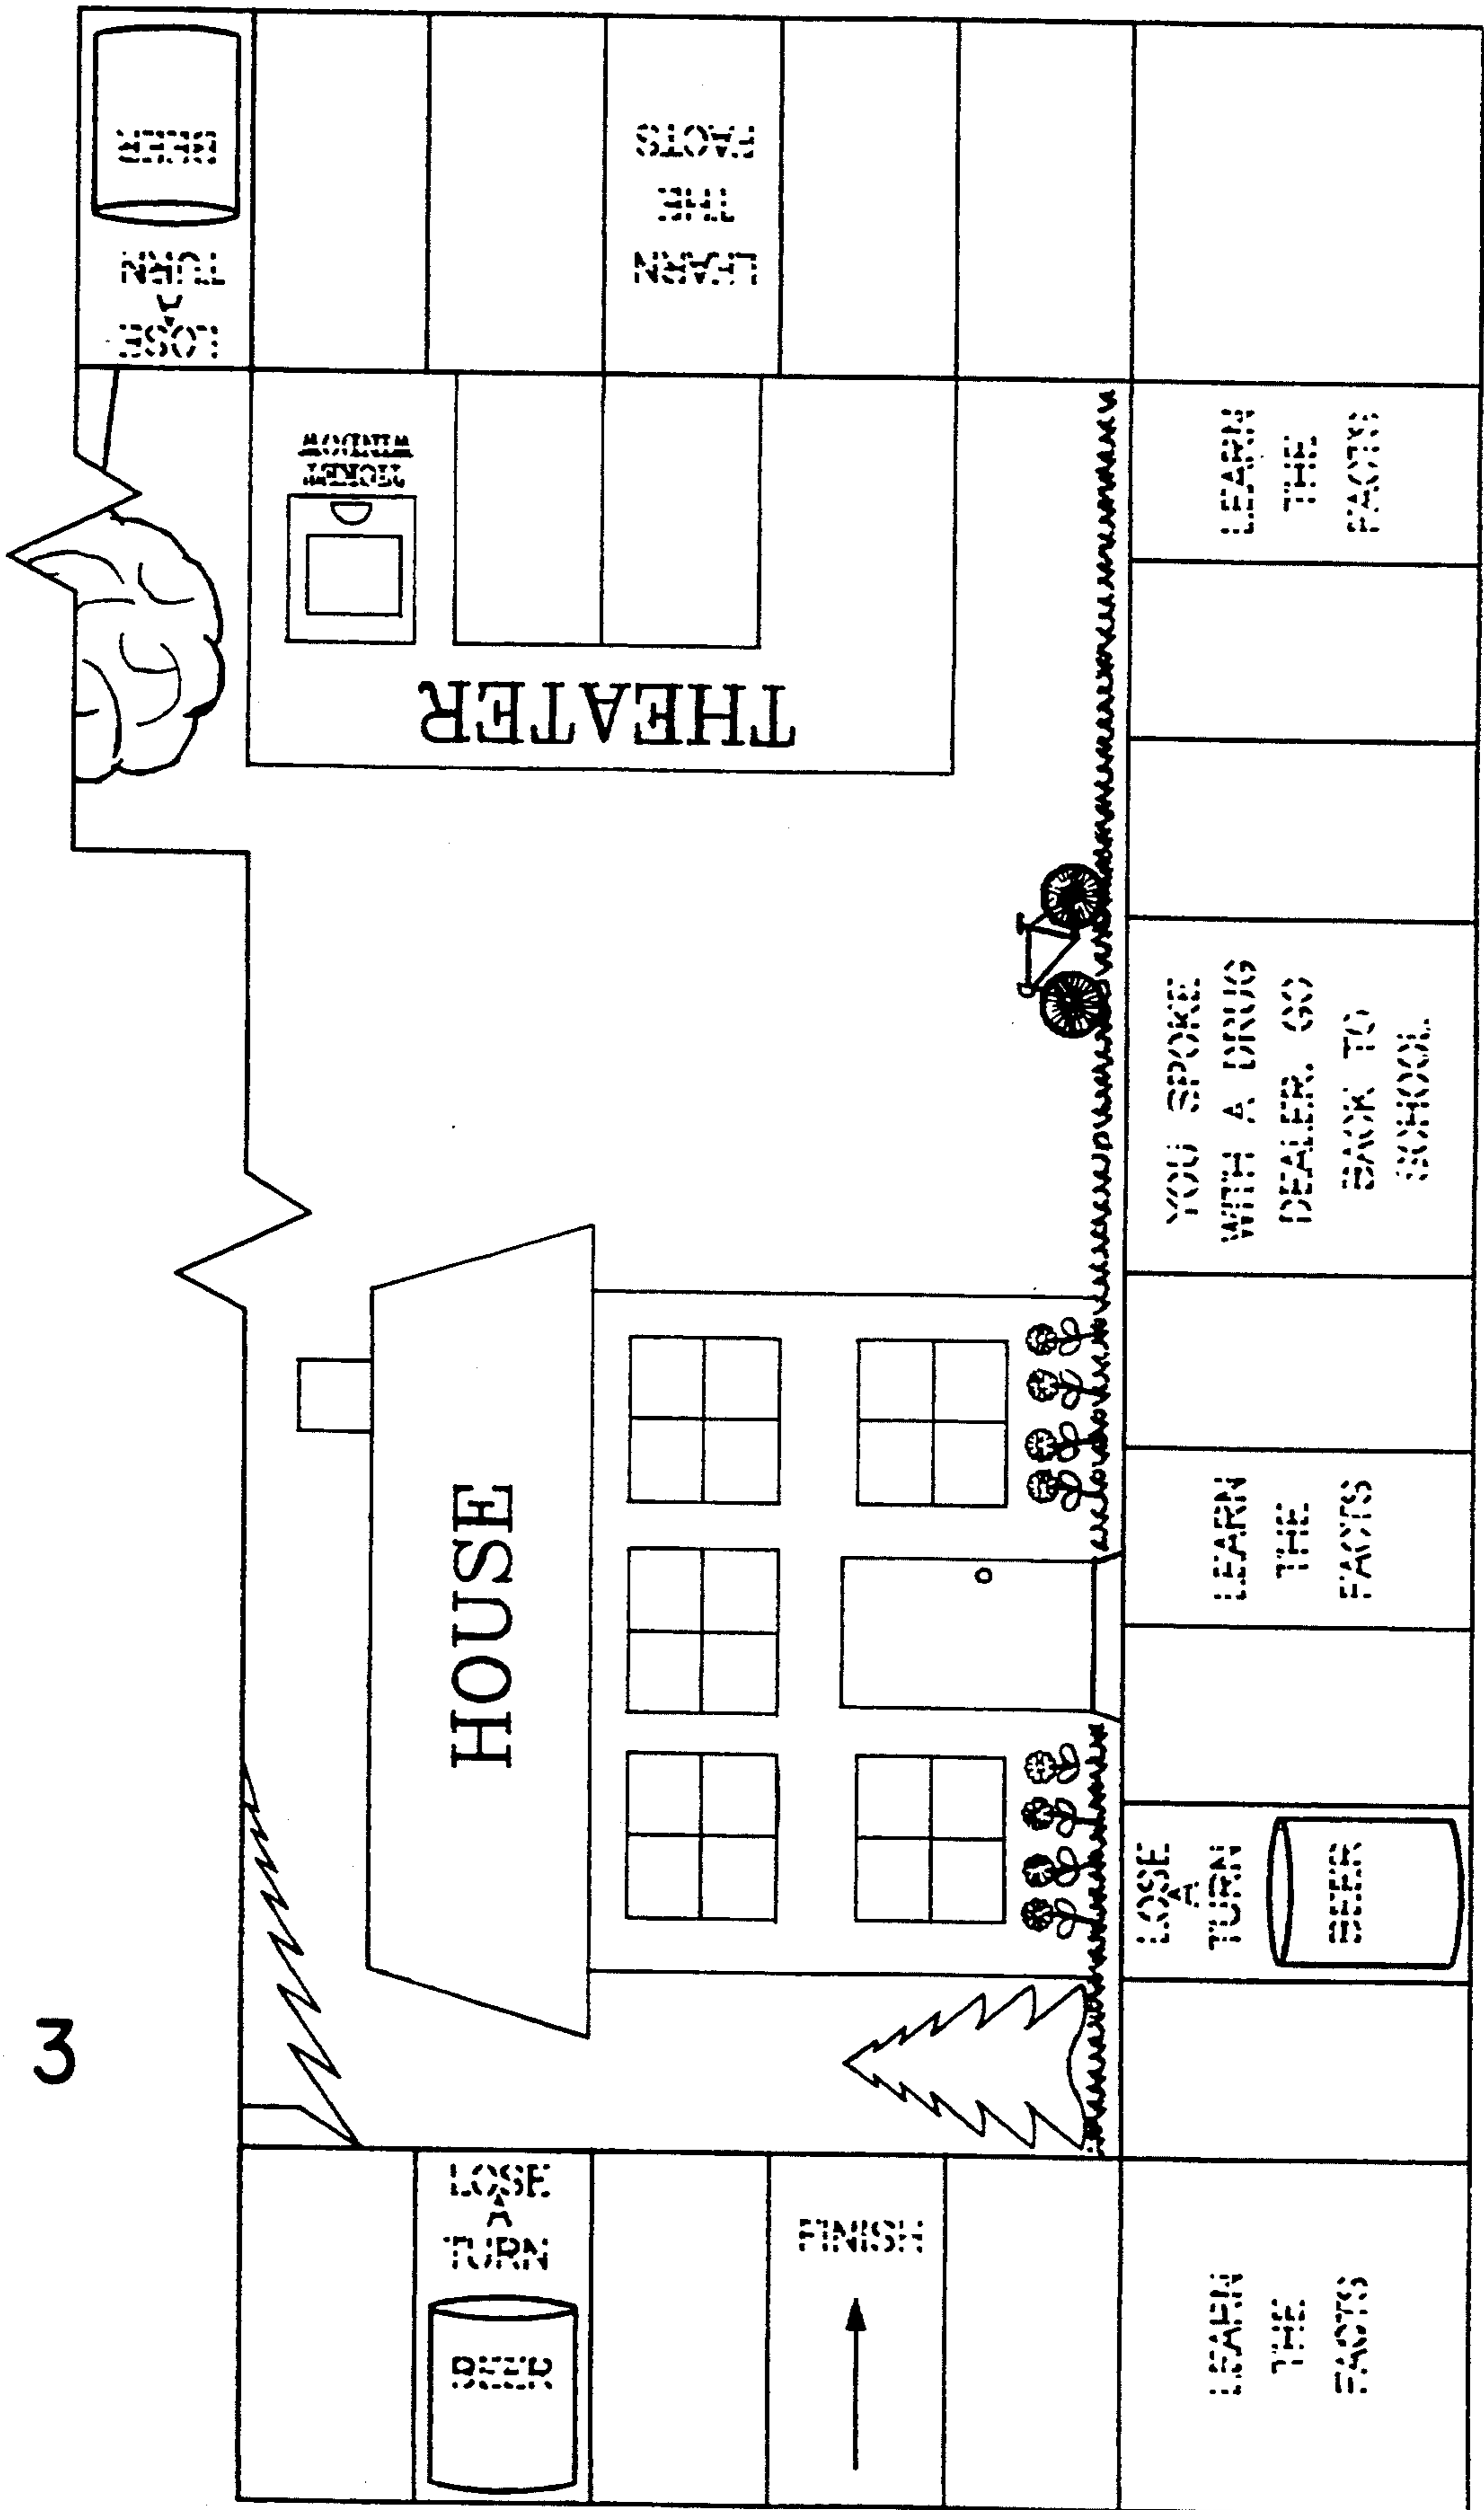 3
BEER
LOSE
A
TURN
LEARN
THE
FACTS
TICKET
WINDOW
THEATER
LEARN
THE
FACTS
YOU SPOKE
WITH A DRUG
DEALER. GO
BACK TO
SCHOOL.
HOUSE
LEARN
THE
FACTS
LOSE
A
TURN
BEER
LOSE
A
TURN
BEER
FINISH
LEARN
THE
FACTS